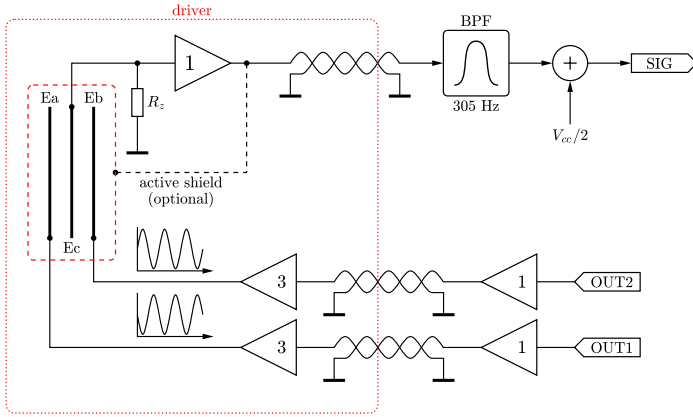 driver
BPF
1
+
SIG
Ea
Eb
R_z
305 Hz
V_cc/2
active shield
(optional)
Ec
3
1
OUT2
3
1
OUT1